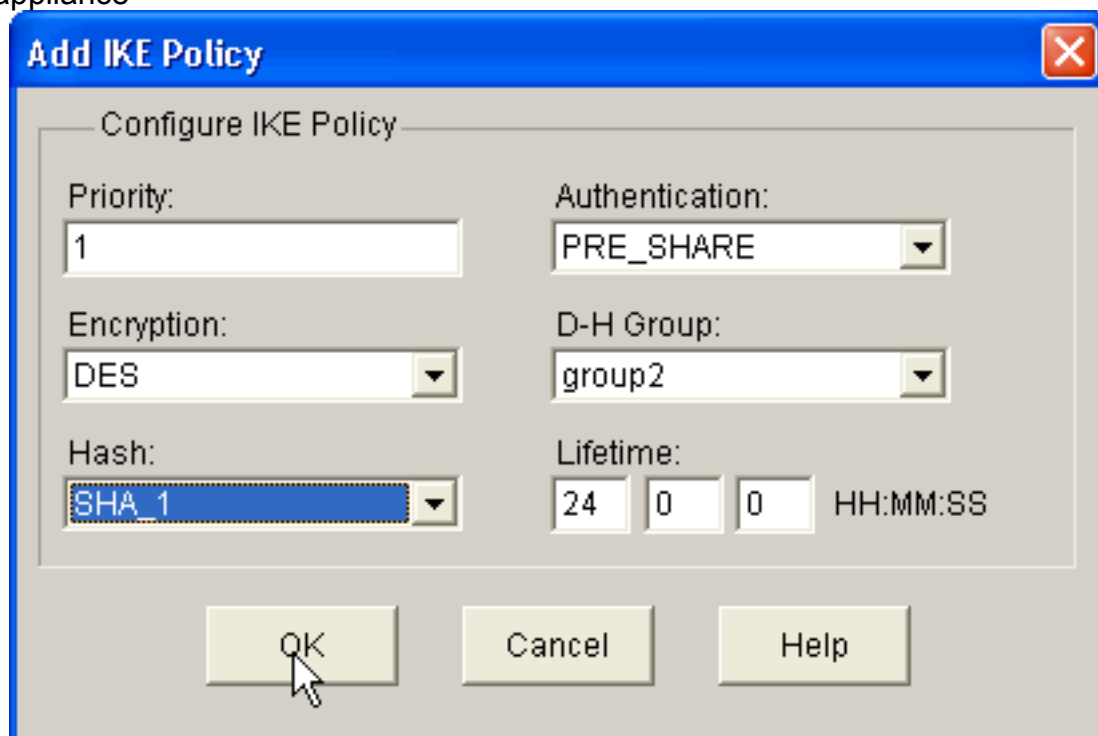 appliance
Add IKE Policy
Configure IKE Policy
Priority:
1
Authentication:
PRE_SHARE
Encryption:
DES
D-H Group:
group2
Hash:
SHA_1
Lifetime:
24 0 0 HH:MM:SS
OK Cancel Help